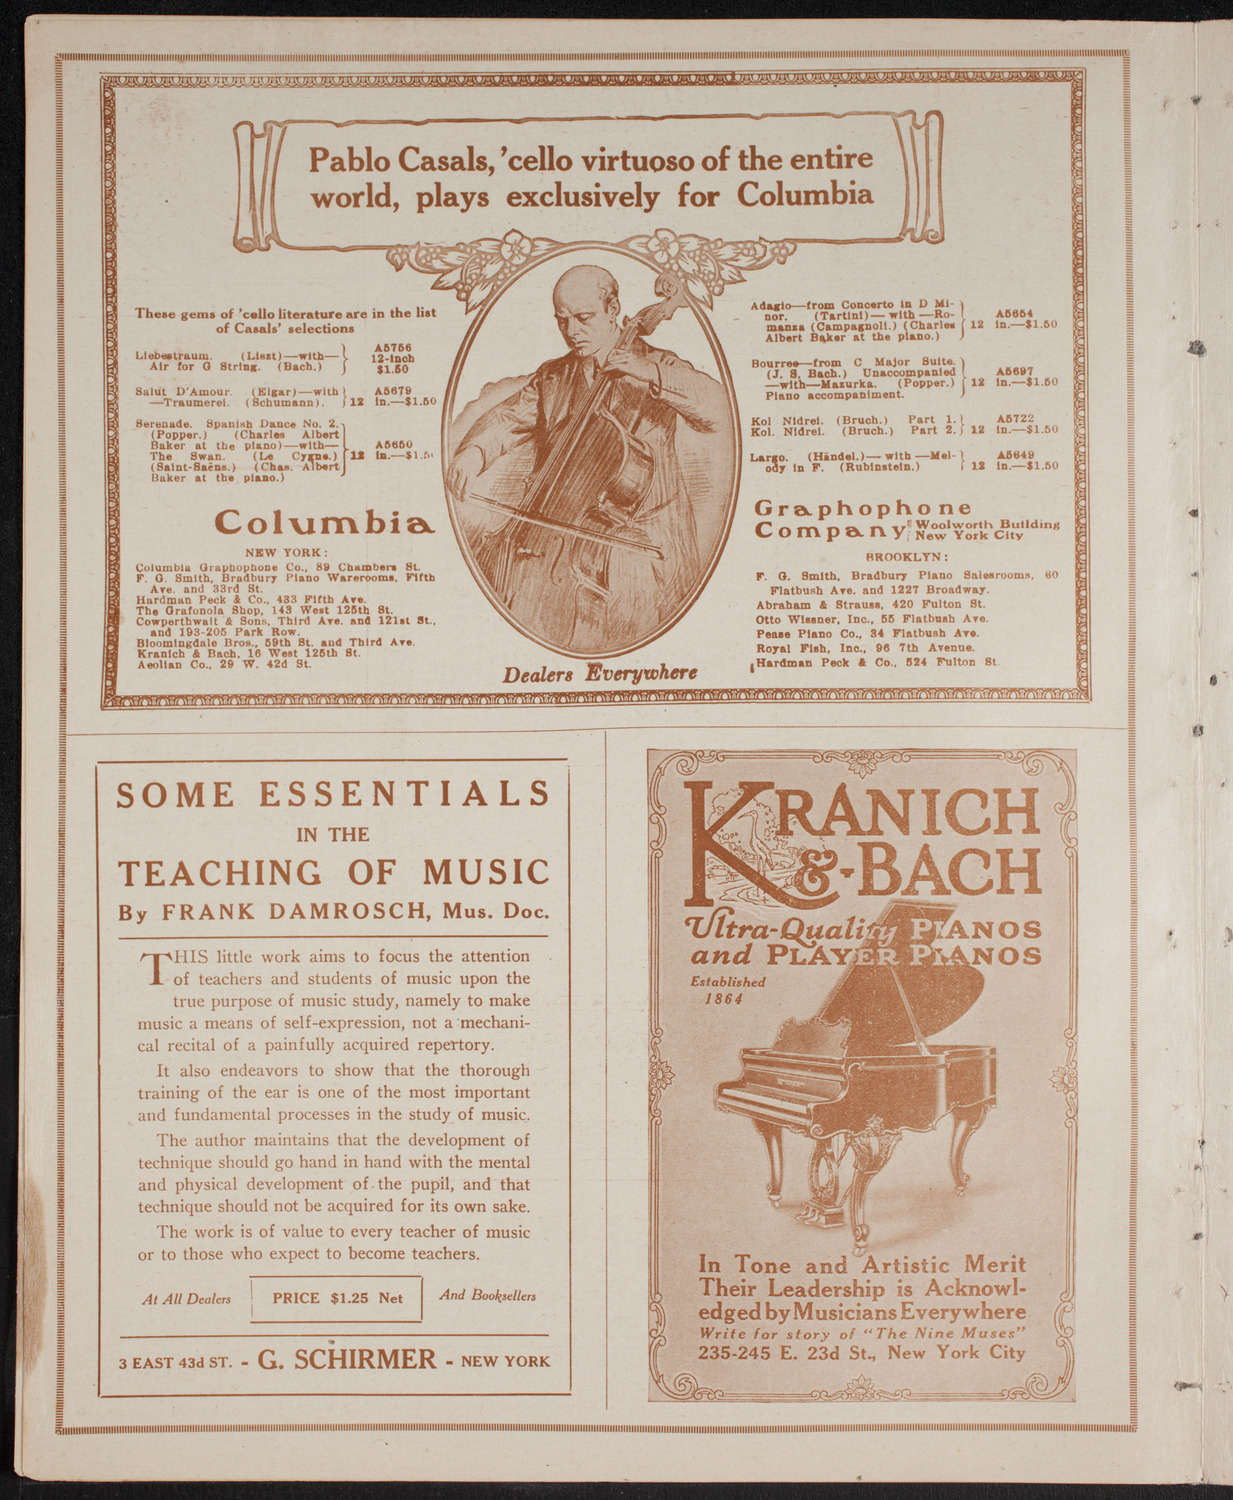 Pablo Casals, 'cello virtuoso of the entire
world, plays exclusively for Columbia
These gems of 'cello literature are in the list
of Casals' selections
Liebestraum. (Liszt)—with—
Air for G String. (Bach.)
A5756
12-inch
$1.50
Salut D'Amour. (Elgar)—with
—Traumerei. (Schumann).
A5679
12 in.—$1.50
Serenade. Spanish Dance No. 2.
(Popper.) (Charles Albert
Baker at the piano)—with—
The Swan. (Le Cygne.)
(Saint-Saëns.) (Chas. Albert
Baker at the piano.)
A5650
12 in.—$1.5
Adagio—from Concerto in D Mi-
nor. (Tartini)—with—Ro-
manza (Campagnoli.) (Charles
Albert Baker at the piano.)
A5654
12 in.—$1.50
Bourree—from C Major Suite.
(J. S. Bach.) Unaccompanied
—with—Mazurka. (Popper.)
Piano accompaniment.
A5697
12 in.—$1.50
Kol Nidrei. (Bruch.) Part 1.
Kol. Nidrei. (Bruch.) Part 2.
A5722
12 in.—$1.50
Largo. (Händel.)—with—Mel-
ody in F. (Rubinstein.)
A5649
12 in.—$1.50
Columbia
Graphophone
Company
Woolworth Building
New York City
NEW YORK:
Columbia Graphophone Co., 89 Chambers St.
F. G. Smith, Bradbury Piano Warerooms, Fifth
Ave. and 33rd St.
Hardman Peck & Co., 433 Fifth Ave.
The Grafonola Shop, 143 West 125th St.
Cowperthwait & Sons, Third Ave. and 121st St.,
and 193-205 Park Row.
Bloomingdale Bros., 59th St. and Third Ave.
Kranich & Bach, 16 West 125th St.
Aeolian Co., 29 W. 42d St.
BROOKLYN:
F. G. Smith, Bradbury Piano Salesrooms, 60
Flatbush Ave. and 1227 Broadway.
Abraham & Strauss, 420 Fulton St.
Otto Wissner, Inc., 55 Flatbush Ave.
Pease Piano Co., 34 Flatbush Ave.
Royal Fish, Inc., 96 7th Avenue.
Hardman Peck & Co., 524 Fulton St.
Dealers Everywhere
SOME ESSENTIALS
IN THE
TEACHING OF MUSIC
By FRANK DAMROSCH, Mus. Doc.
THIS little work aims to focus the attention
of teachers and students of music upon the
true purpose of music study, namely to make
music a means of self-expression, not a mechani-
cal recital of a painfully acquired repertory.
It also endeavors to show that the thorough
training of the ear is one of the most important
and fundamental processes in the study of music.
The author maintains that the development of
technique should go hand in hand with the mental
and physical development of the pupil, and that
technique should not be acquired for its own sake.
The work is of value to every teacher of music
or to those who expect to become teachers.
At All Dealers
PRICE $1.25 Net
And Booksellers
3 EAST 43d ST. - G. SCHIRMER - NEW YORK
KRANICH
&-BACH
Ultra-Quality PIANOS
and PLAYER PIANOS
Established
1864
In Tone and Artistic Merit
Their Leadership is Acknowl-
edged by Musicians Everywhere
Write for story of "The Nine Muses"
235-245 E. 23d St., New York City